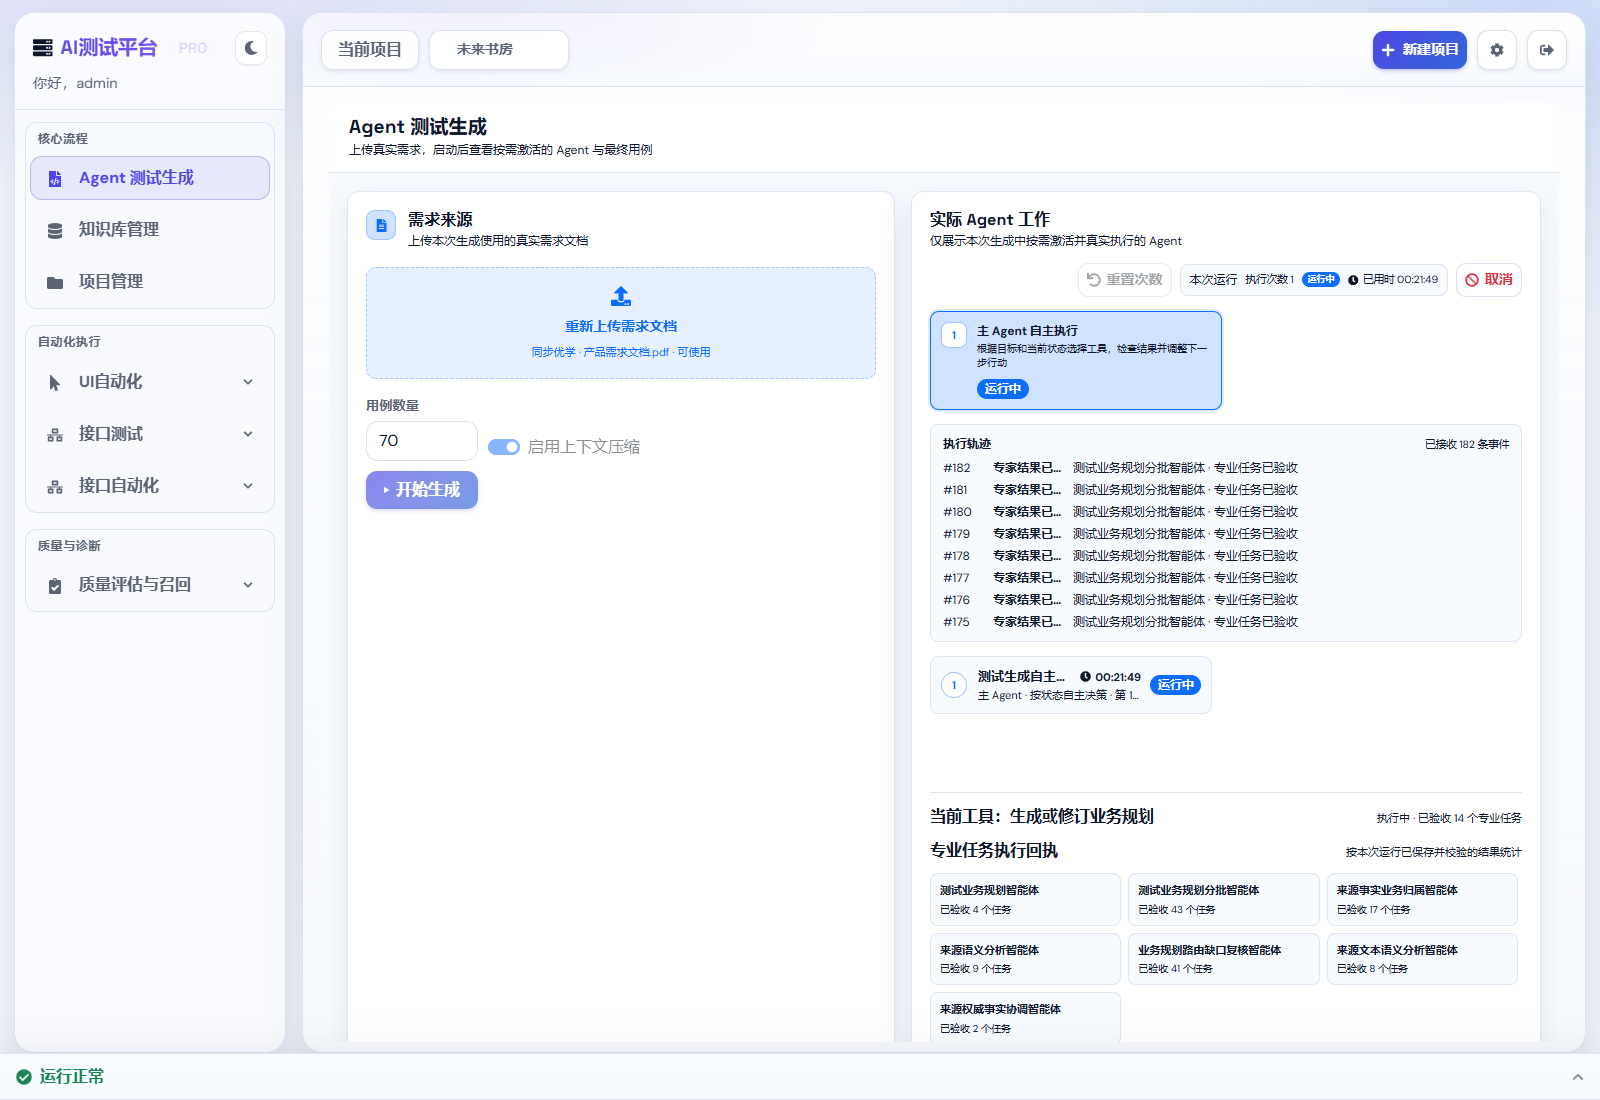 AI测试平台 PRO
你好，admin
核心流程
Agent 测试生成
知识库管理
项目管理
自动化执行
UI自动化
接口测试
接口自动化
质量与诊断
质量评估与召回
当前项目
未来书房
新建项目
Agent 测试生成
上传真实需求，启动后查看按需激活的 Agent 与最终用例
需求来源
上传本次生成使用的真实需求文档
重新上传需求文档
同步优学 · 产品需求文档.pdf · 可使用
用例数量
70
启用上下文压缩
开始生成
实际 Agent 工作
仅展示本次生成中按需激活并真实执行的 Agent
重置次数
本次运行 执行次数 1 运行中 已用时 00:21:49
取消
1
主 Agent 自主执行
根据目标和当前状态选择工具，检查结果并调整下一
步行动
运行中
执行轨迹 已接收 182 条事件
#182 专家结果已... 测试业务规划分批智能体 · 专业任务已验收
#181 专家结果已... 测试业务规划分批智能体 · 专业任务已验收
#180 专家结果已... 测试业务规划分批智能体 · 专业任务已验收
#179 专家结果已... 测试业务规划分批智能体 · 专业任务已验收
#178 专家结果已... 测试业务规划分批智能体 · 专业任务已验收
#177 专家结果已... 测试业务规划分批智能体 · 专业任务已验收
#176 专家结果已... 测试业务规划分批智能体 · 专业任务已验收
#175 专家结果已... 测试业务规划分批智能体 · 专业任务已验收
1
测试生成自主... 00:21:49
主 Agent · 按状态自主决策 · 第 1...
运行中
当前工具：生成或修订业务规划 执行中 · 已验收 14 个专业任务
专业任务执行回执 按本次运行已保存并校验的结果统计
测试业务规划智能体
已验收 4 个任务
测试业务规划分批智能体
已验收 43 个任务
来源事实业务归属智能体
已验收 17 个任务
来源语义分析智能体
已验收 9 个任务
业务规划路由缺口复核智能体
已验收 41 个任务
来源文本语义分析智能体
已验收 8 个任务
来源权威事实协调智能体
已验收 2 个任务
运行正常